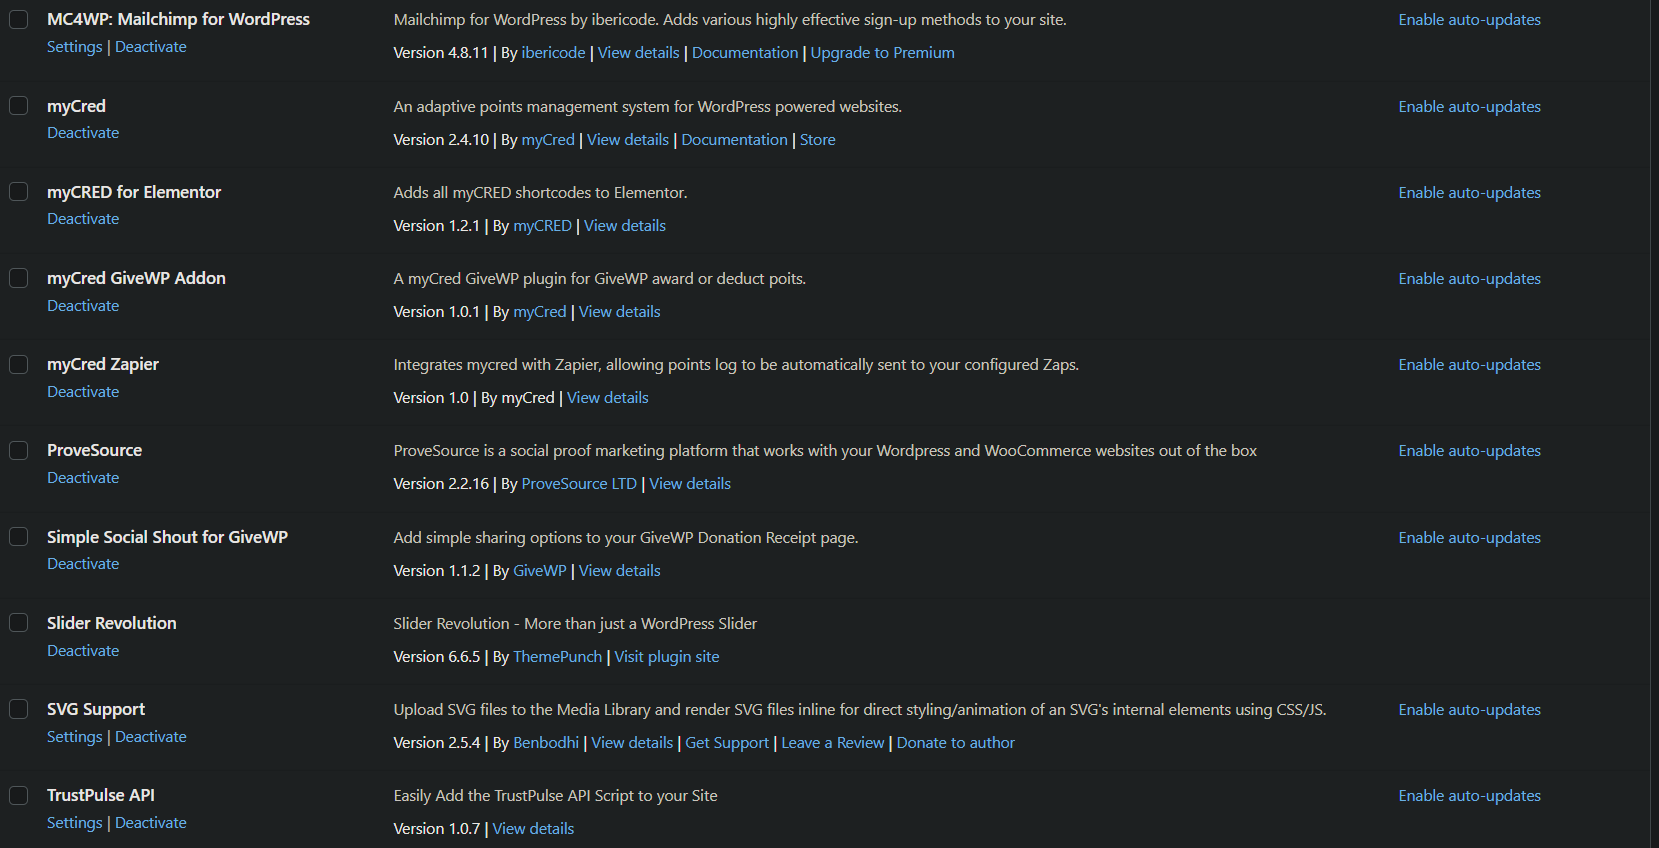 MC4WP: Mailchimp for WordPress
Settings | Deactivate
Mailchimp for WordPress by ibericode. Adds various highly effective sign-up methods to your site.
Version 4.8.11 | By ibericode | View details | Documentation | Upgrade to Premium
Enable auto-updates
myCred
Deactivate
An adaptive points management system for WordPress powered websites.
Version 2.4.10 | By myCred | View details | Documentation | Store
Enable auto-updates
myCRED for Elementor
Deactivate
Adds all myCRED shortcodes to Elementor.
Version 1.2.1 | By myCRED | View details
Enable auto-updates
myCred GiveWP Addon
Deactivate
A myCred GiveWP plugin for GiveWP award or deduct poits.
Version 1.0.1 | By myCred | View details
Enable auto-updates
myCred Zapier
Deactivate
Integrates mycred with Zapier, allowing points log to be automatically sent to your configured Zaps.
Version 1.0 | By myCred | View details
Enable auto-updates
ProveSource
Deactivate
ProveSource is a social proof marketing platform that works with your Wordpress and WooCommerce websites out of the box
Version 2.2.16 | By ProveSource LTD | View details
Enable auto-updates
Simple Social Shout for GiveWP
Deactivate
Add simple sharing options to your GiveWP Donation Receipt page.
Version 1.1.2 | By GiveWP | View details
Enable auto-updates
Slider Revolution
Deactivate
Slider Revolution - More than just a WordPress Slider
Version 6.6.5 | By ThemePunch | Visit plugin site
SVG Support
Settings | Deactivate
Upload SVG files to the Media Library and render SVG files inline for direct styling/animation of an SVG's internal elements using CSS/JS.
Version 2.5.4 | By Benbodhi | View details | Get Support | Leave a Review | Donate to author
Enable auto-updates
TrustPulse API
Settings | Deactivate
Easily Add the TrustPulse API Script to your Site
Version 1.0.7 | View details
Enable auto-updates